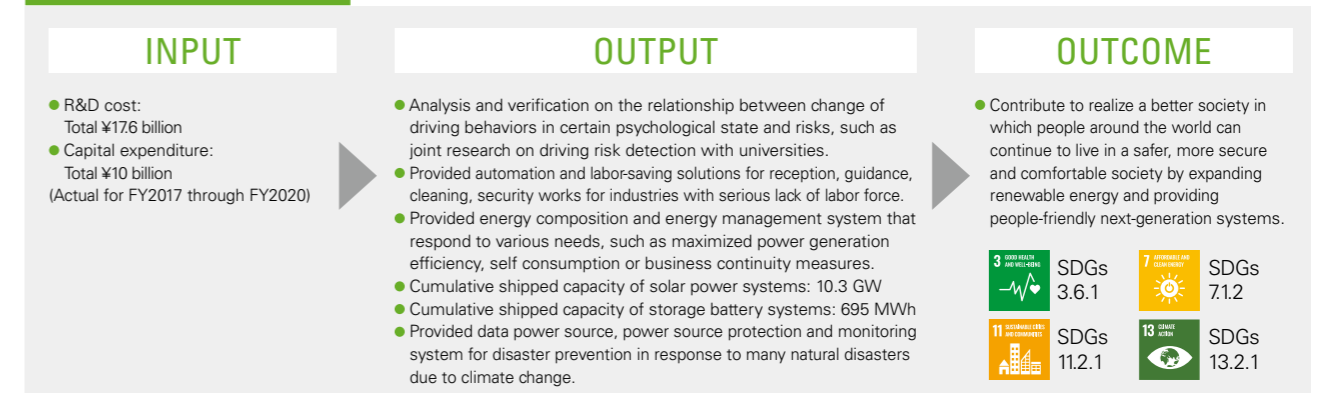 INPUT
● R&D cost:
Total ¥17.6 billion
● Capital expenditure:
Total ¥10 billion
(Actual for FY2017 through FY2020)
OUTPUT
● Analysis and verification on the relationship between change of
driving behaviors in certain psychological state and risks, such as
joint research on driving risk detection with universities.
● Provided automation and labor-saving solutions for reception, guidance,
cleaning, security works for industries with serious lack of labor force.
● Provided energy composition and energy management system that
respond to various needs, such as maximized power generation
efficiency, self consumption or business continuity measures.
● Cumulative shipped capacity of solar power systems: 10.3 GW
● Cumulative shipped capacity of storage battery systems: 695 MWh
● Provided data power source, power source protection and monitoring
system for disaster prevention in response to many natural disasters
due to climate change.
OUTCOME
● Contribute to realize a better society in
which people around the world can
continue to live in a safer, more secure
and comfortable society by expanding
renewable energy and providing
people-friendly next-generation systems.
3 GOOD HEALTH
AND WELL-BEING
SDGs
3.6.1
7 AFFORDABLE AND
CLEAN ENERGY
SDGs
7.1.2
11 SUSTAINABLE CITIES
AND COMMUNITIES
SDGs
11.2.1
13 CLIMATE
ACTION
SDGs
13.2.1